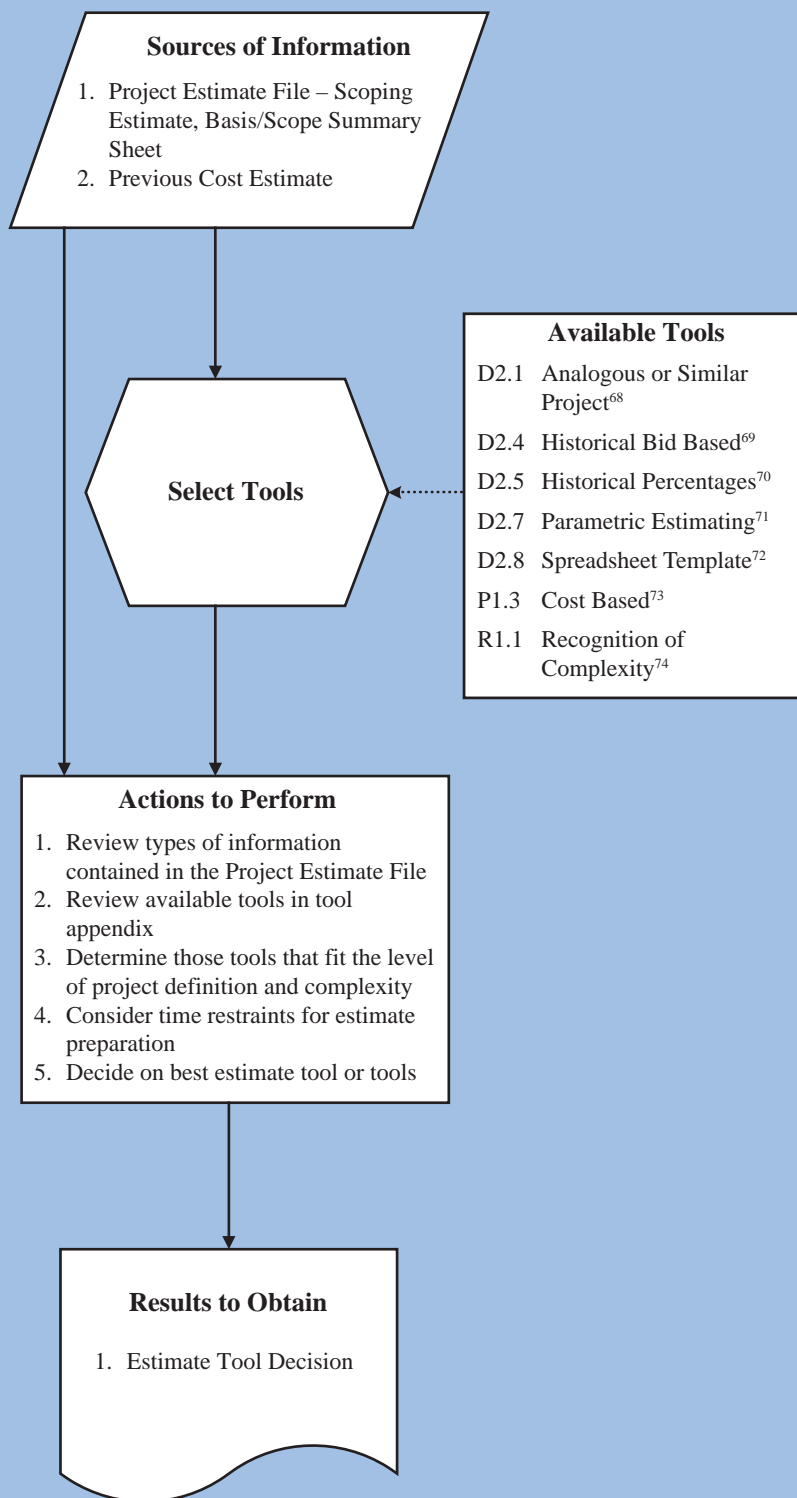 Sources of Information
1. Project Estimate File – Scoping
Estimate, Basis/Scope Summary
Sheet
2. Previous Cost Estimate
Available Tools
D2.1 Analogous or Similar
Project⁶⁸
D2.4 Historical Bid Based⁶⁹
D2.5 Historical Percentages⁷⁰
D2.7 Parametric Estimating⁷¹
D2.8 Spreadsheet Template⁷²
P1.3 Cost Based⁷³
R1.1 Recognition of
Complexity⁷⁴
Select Tools
Actions to Perform
1. Review types of information
contained in the Project Estimate File
2. Review available tools in tool
appendix
3. Determine those tools that fit the level
of project definition and complexity
4. Consider time restraints for estimate
preparation
5. Decide on best estimate tool or tools
Results to Obtain
1. Estimate Tool Decision